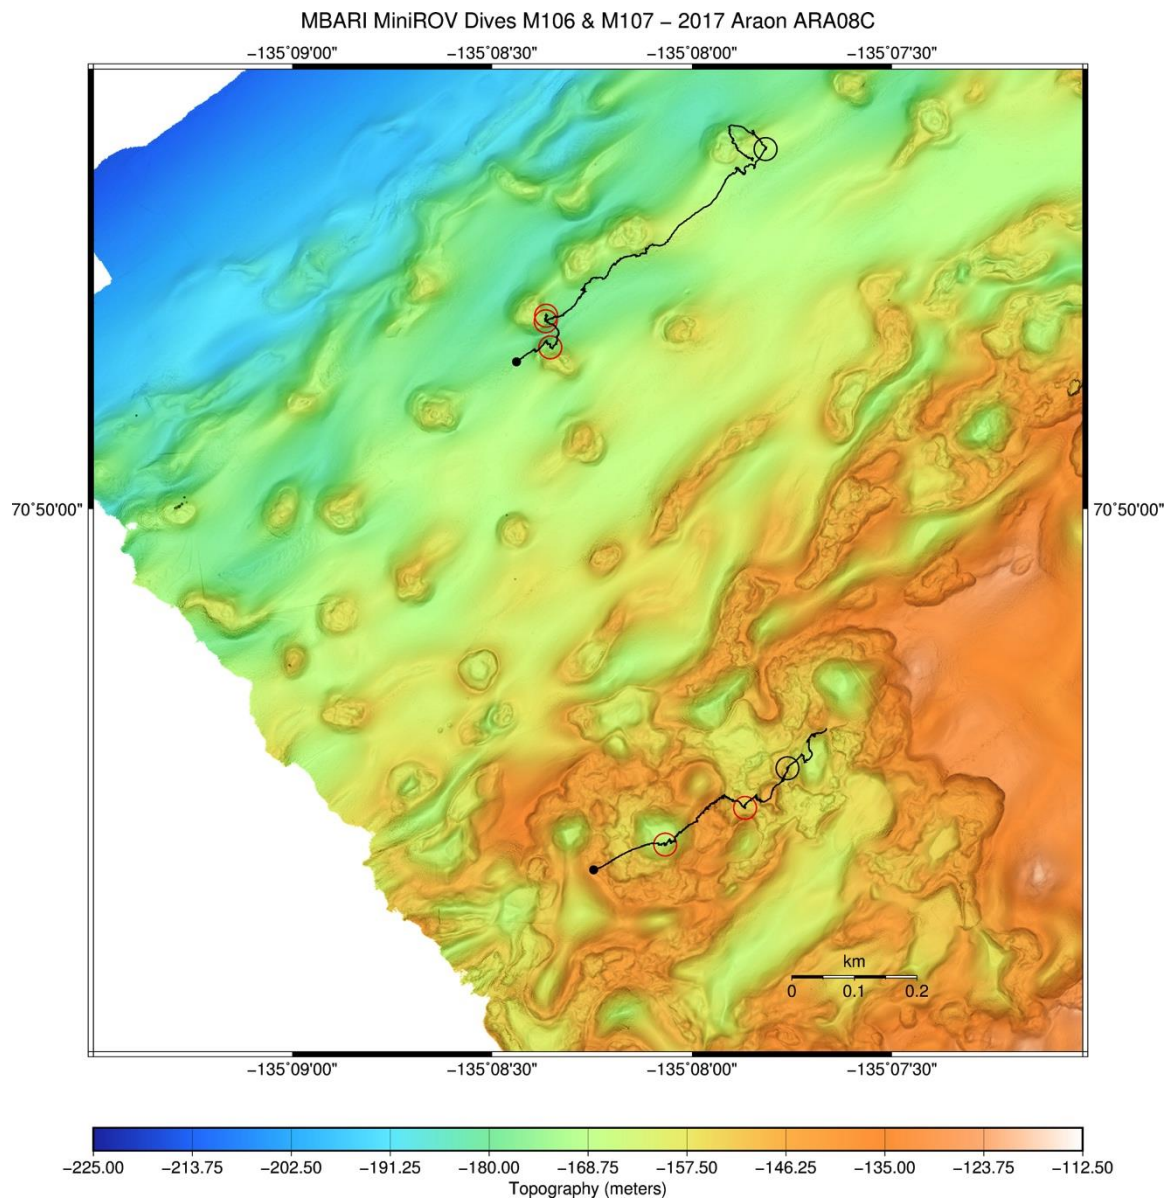 MBARI MiniROV Dives M106 & M107 − 2017 Araon ARA08C
−135°09'00" −135°08'30" −135°08'00" −135°07'30"
70°50'00" 70°50'00"
km
0 0.1 0.2
−135°09'00" −135°08'30" −135°08'00" −135°07'30"
−225.00 −213.75 −202.50 −191.25 −180.00 −168.75 −157.50 −146.25 −135.00 −123.75 −112.50
Topography (meters)